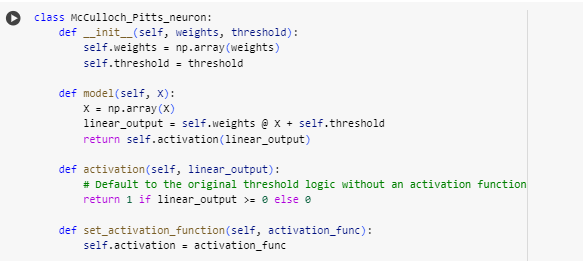 class McCulloch_Pitts_neuron:
    def __init__(self, weights, threshold):
        self.weights = np.array(weights)
        self.threshold = threshold

    def model(self, X):
        X = np.array(X)
        linear_output = self.weights @ X + self.threshold
        return self.activation(linear_output)

    def activation(self, linear_output):
        # Default to the original threshold logic without an activation function
        return 1 if linear_output >= 0 else 0

    def set_activation_function(self, activation_func):
        self.activation = activation_func